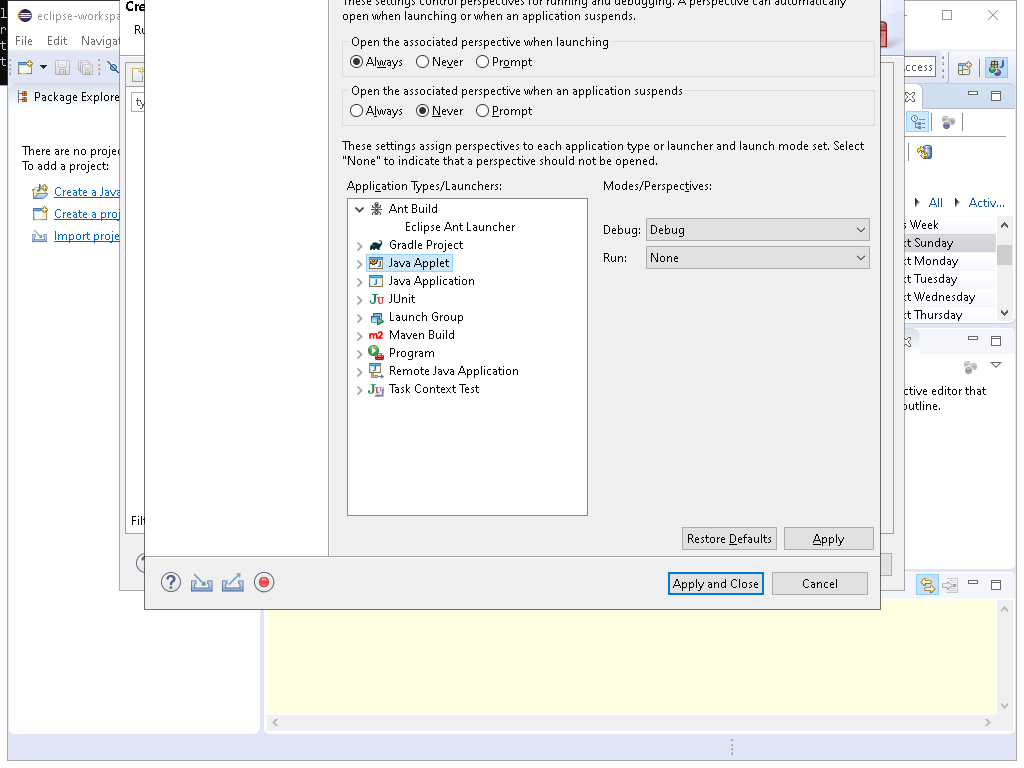 These settings control perspectives for running and debugging. A perspective can automatically
open when launching or when an application suspends.
eclipse-workspa
Cre
File Edit Navigat
Ru
Open the associated perspective when launching
Always Never Prompt
ccess
Package Explore
ty
Open the associated perspective when an application suspends
Always Never Prompt
There are no projec
To add a project:
Create a Java
Create a proj
Import proje
These settings assign perspectives to each application type or launcher and launch mode set. Select
"None" to indicate that a perspective should not be opened.
Application Types/Launchers:
Modes/Perspectives:
Ant Build
Eclipse Ant Launcher
Gradle Project
Java Applet
Java Application
JUnit
Launch Group
Maven Build
Program
Remote Java Application
Task Context Test
Debug: Debug
Run: None
All Activ...
s Week
xt Sunday
xt Monday
xt Tuesday
xt Wednesday
xt Thursday
ctive editor that
outline.
Filt
Restore Defaults Apply
Apply and Close Cancel